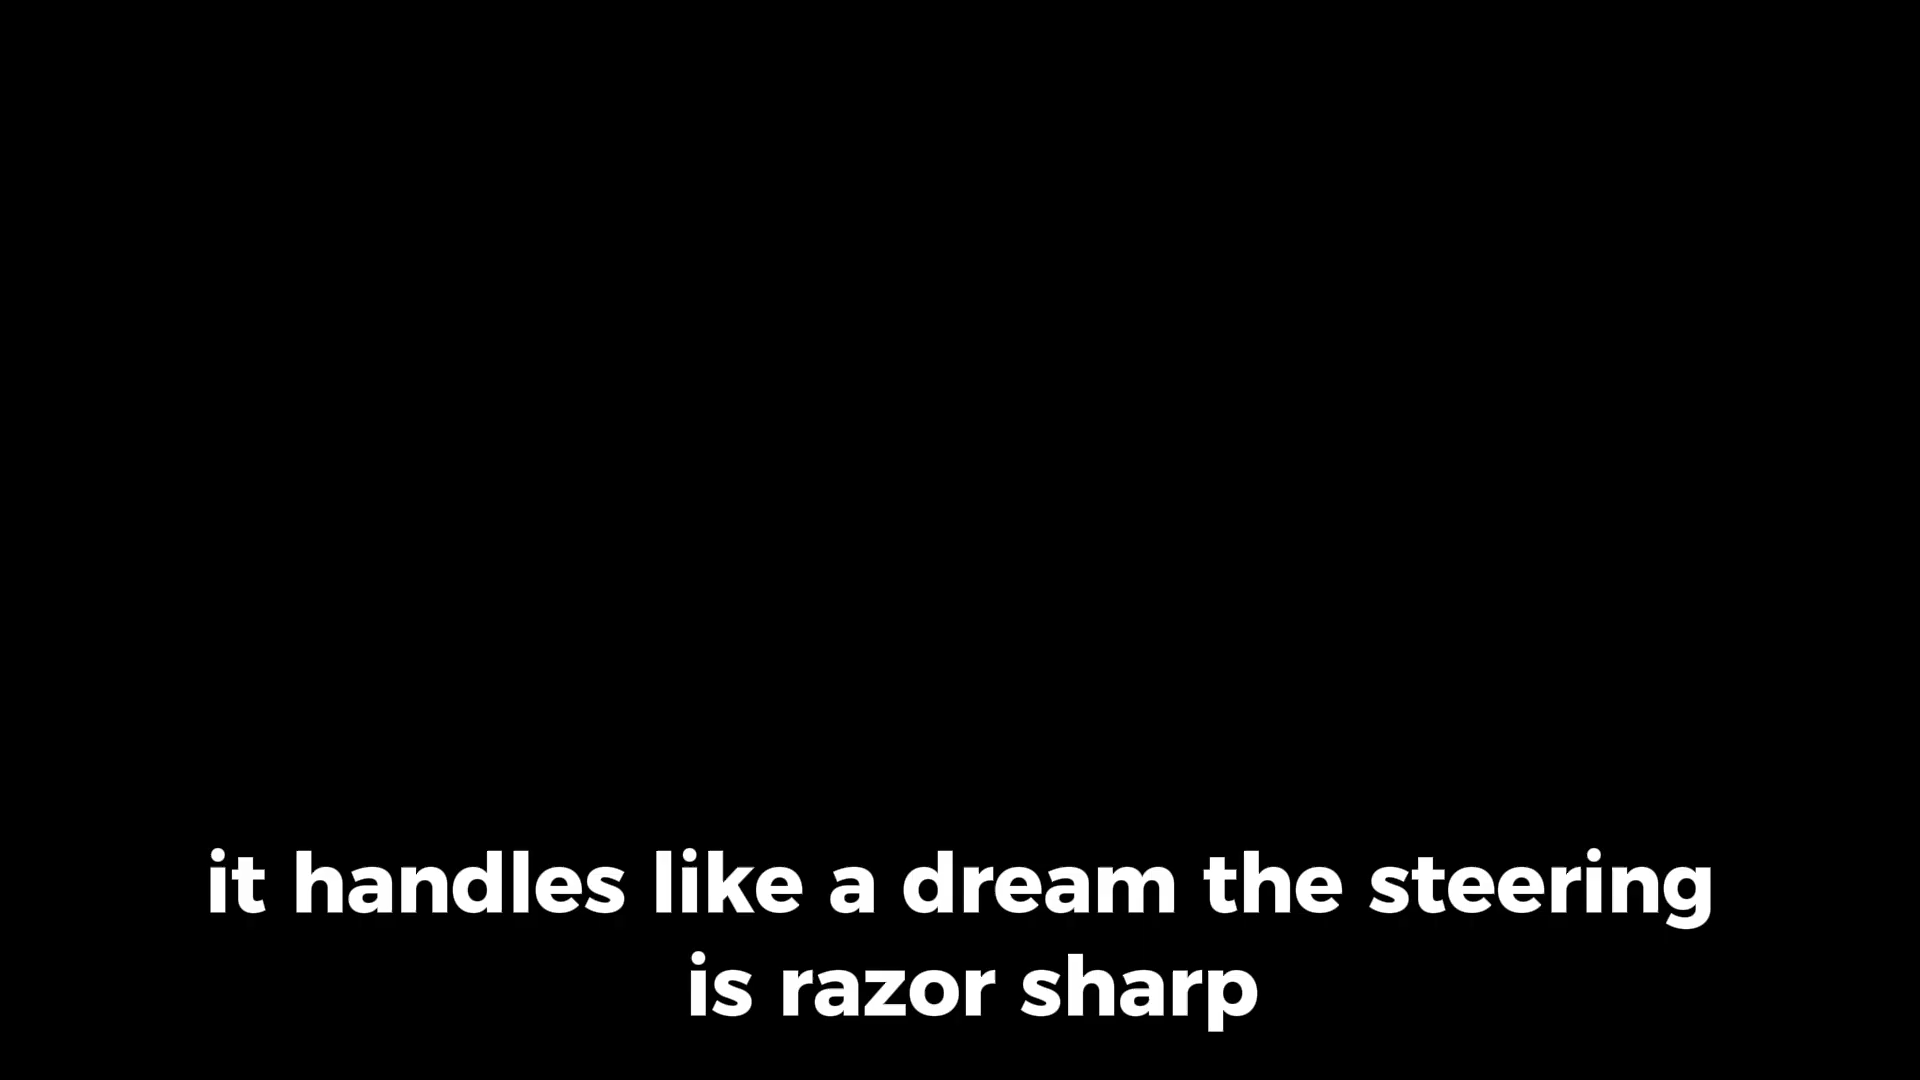 it handles like a dream the steering
is razor sharp